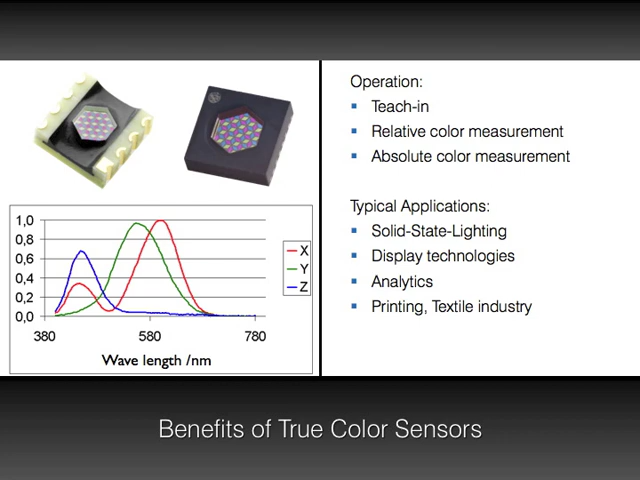 Operation:
Teach-in
Relative color measurement
Absolute color measurement
Typical Applications:
Solid-State-Lighting
Display technologies
Analytics
Printing, Textile industry
1,0
0,8
0,6
0,4
0,2
0,0
380
580
780
Wave length /nm
X
Y
Z
Benefits of True Color Sensors